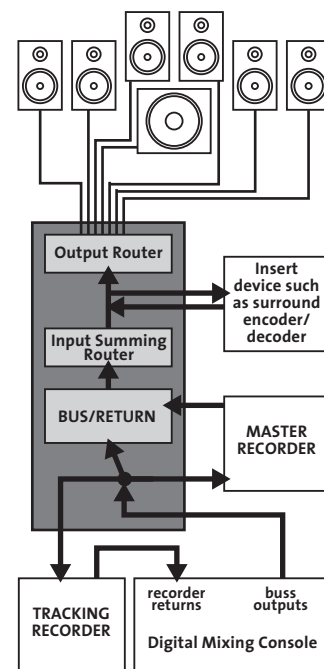 Output Router
Insert
device such
as surround
encoder/
decoder
Input Summing
Router
BUS/RETURN
MASTER
RECORDER
TRACKING
RECORDER
recorder
returns
buss
outputs
Digital Mixing Console